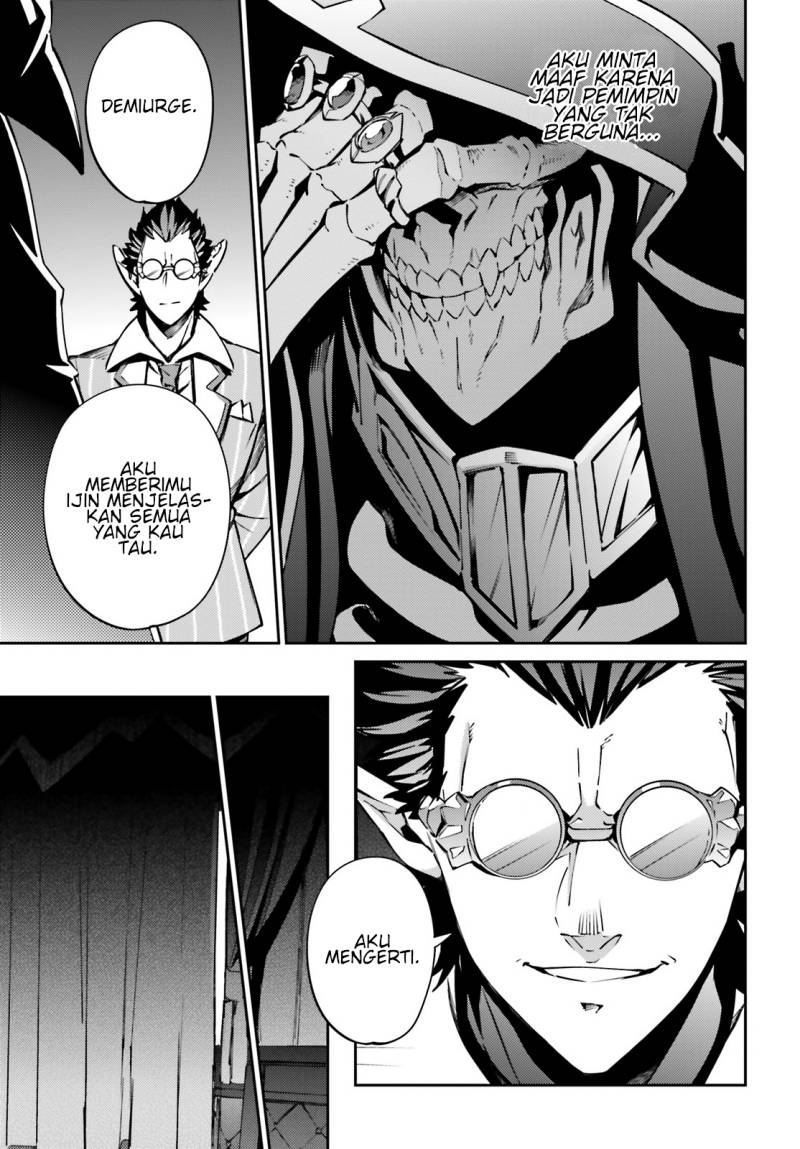 AKU MINTA
MAAF KARENA
JADI PEMIMPIN
YANG TAK
BERGUNA...
DEMIURGE.
AKU
MEMBERIMU
IJIN MENJELAS-
KAN SEMUA
YANG KAU
TAU.
AKU
MENGERTI.